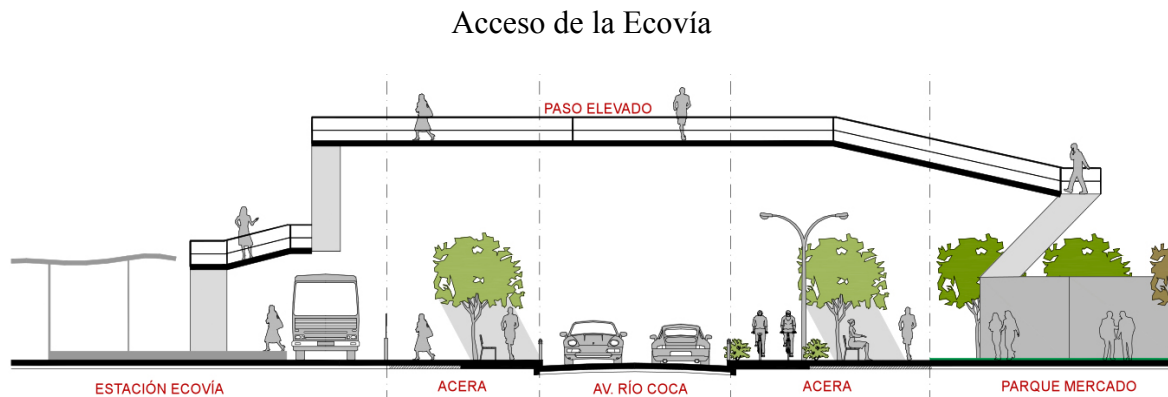 Acceso de la Ecovía
PASO ELEVADO
ESTACIÓN ECOVÍA
ACERA
AV. RÍO COCA
ACERA
PARQUE MERCADO